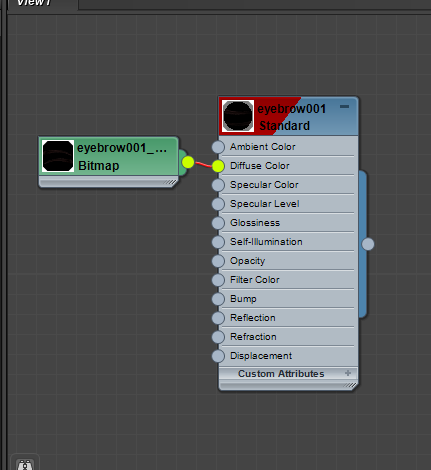 View1
eyebrow001
Standard
eyebrow001_...
Bitmap
Ambient Color
Diffuse Color
Specular Color
Specular Level
Glossiness
Self-Illumination
Opacity
Filter Color
Bump
Reflection
Refraction
Displacement
Custom Attributes +